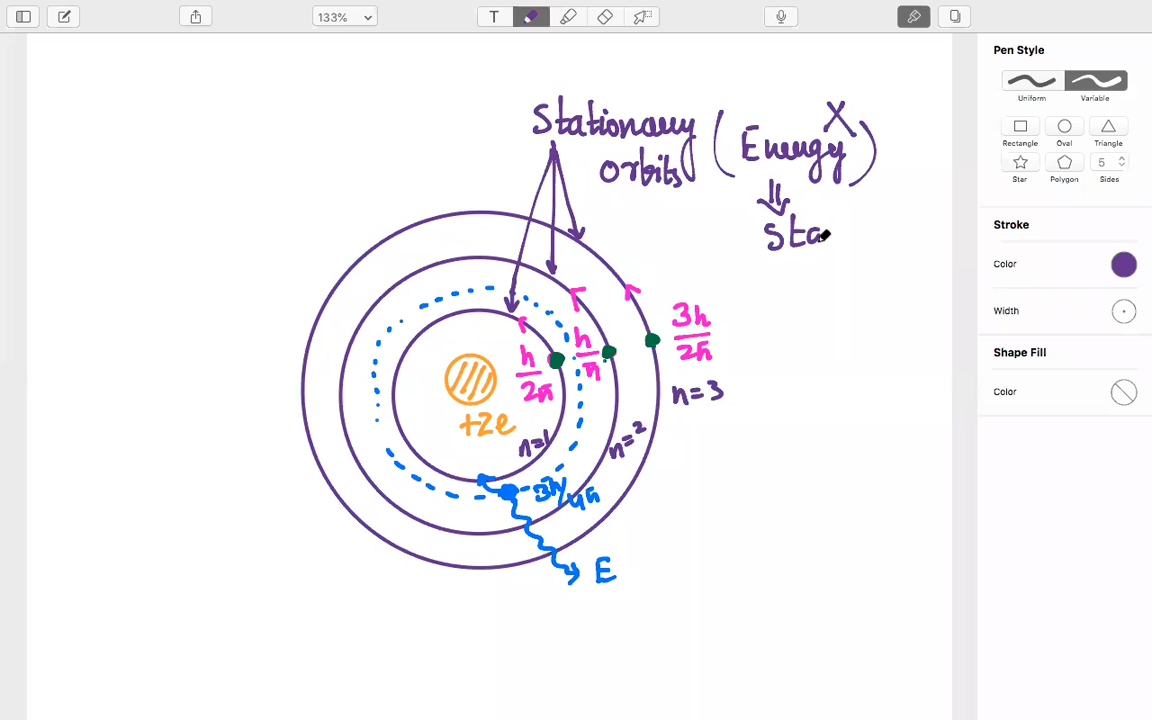 133%
T
Pen Style
Uniform
Variable
Rectangle
Oval
Triangle
Star
Polygon
5
Sides
Stroke
Color
Width
Shape Fill
Color
Stationary
orbits
(Energy X)
Sta
h/2π
h/π
3h/2π
n=3
+Ze
n=1
n=2
3h/4π
E